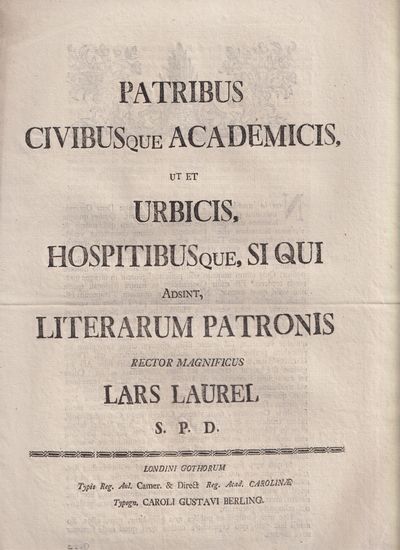 PATRIBUS
CIVIBUSQUE ACADEMICIS,
UT ET
URBICIS,
HOSPITIBUSQUE, SI QUI
ADSINT,
LITERARUM PATRONIS
RECTOR MAGNIFICUS
LARS LAUREL
S. P. D.
LONDINI GOTHORUM
Typis Reg. Aul. Camer. & Direct Reg. Acad. CAROLINÆ
Typogr. CAROLI GUSTAVI BERLING.